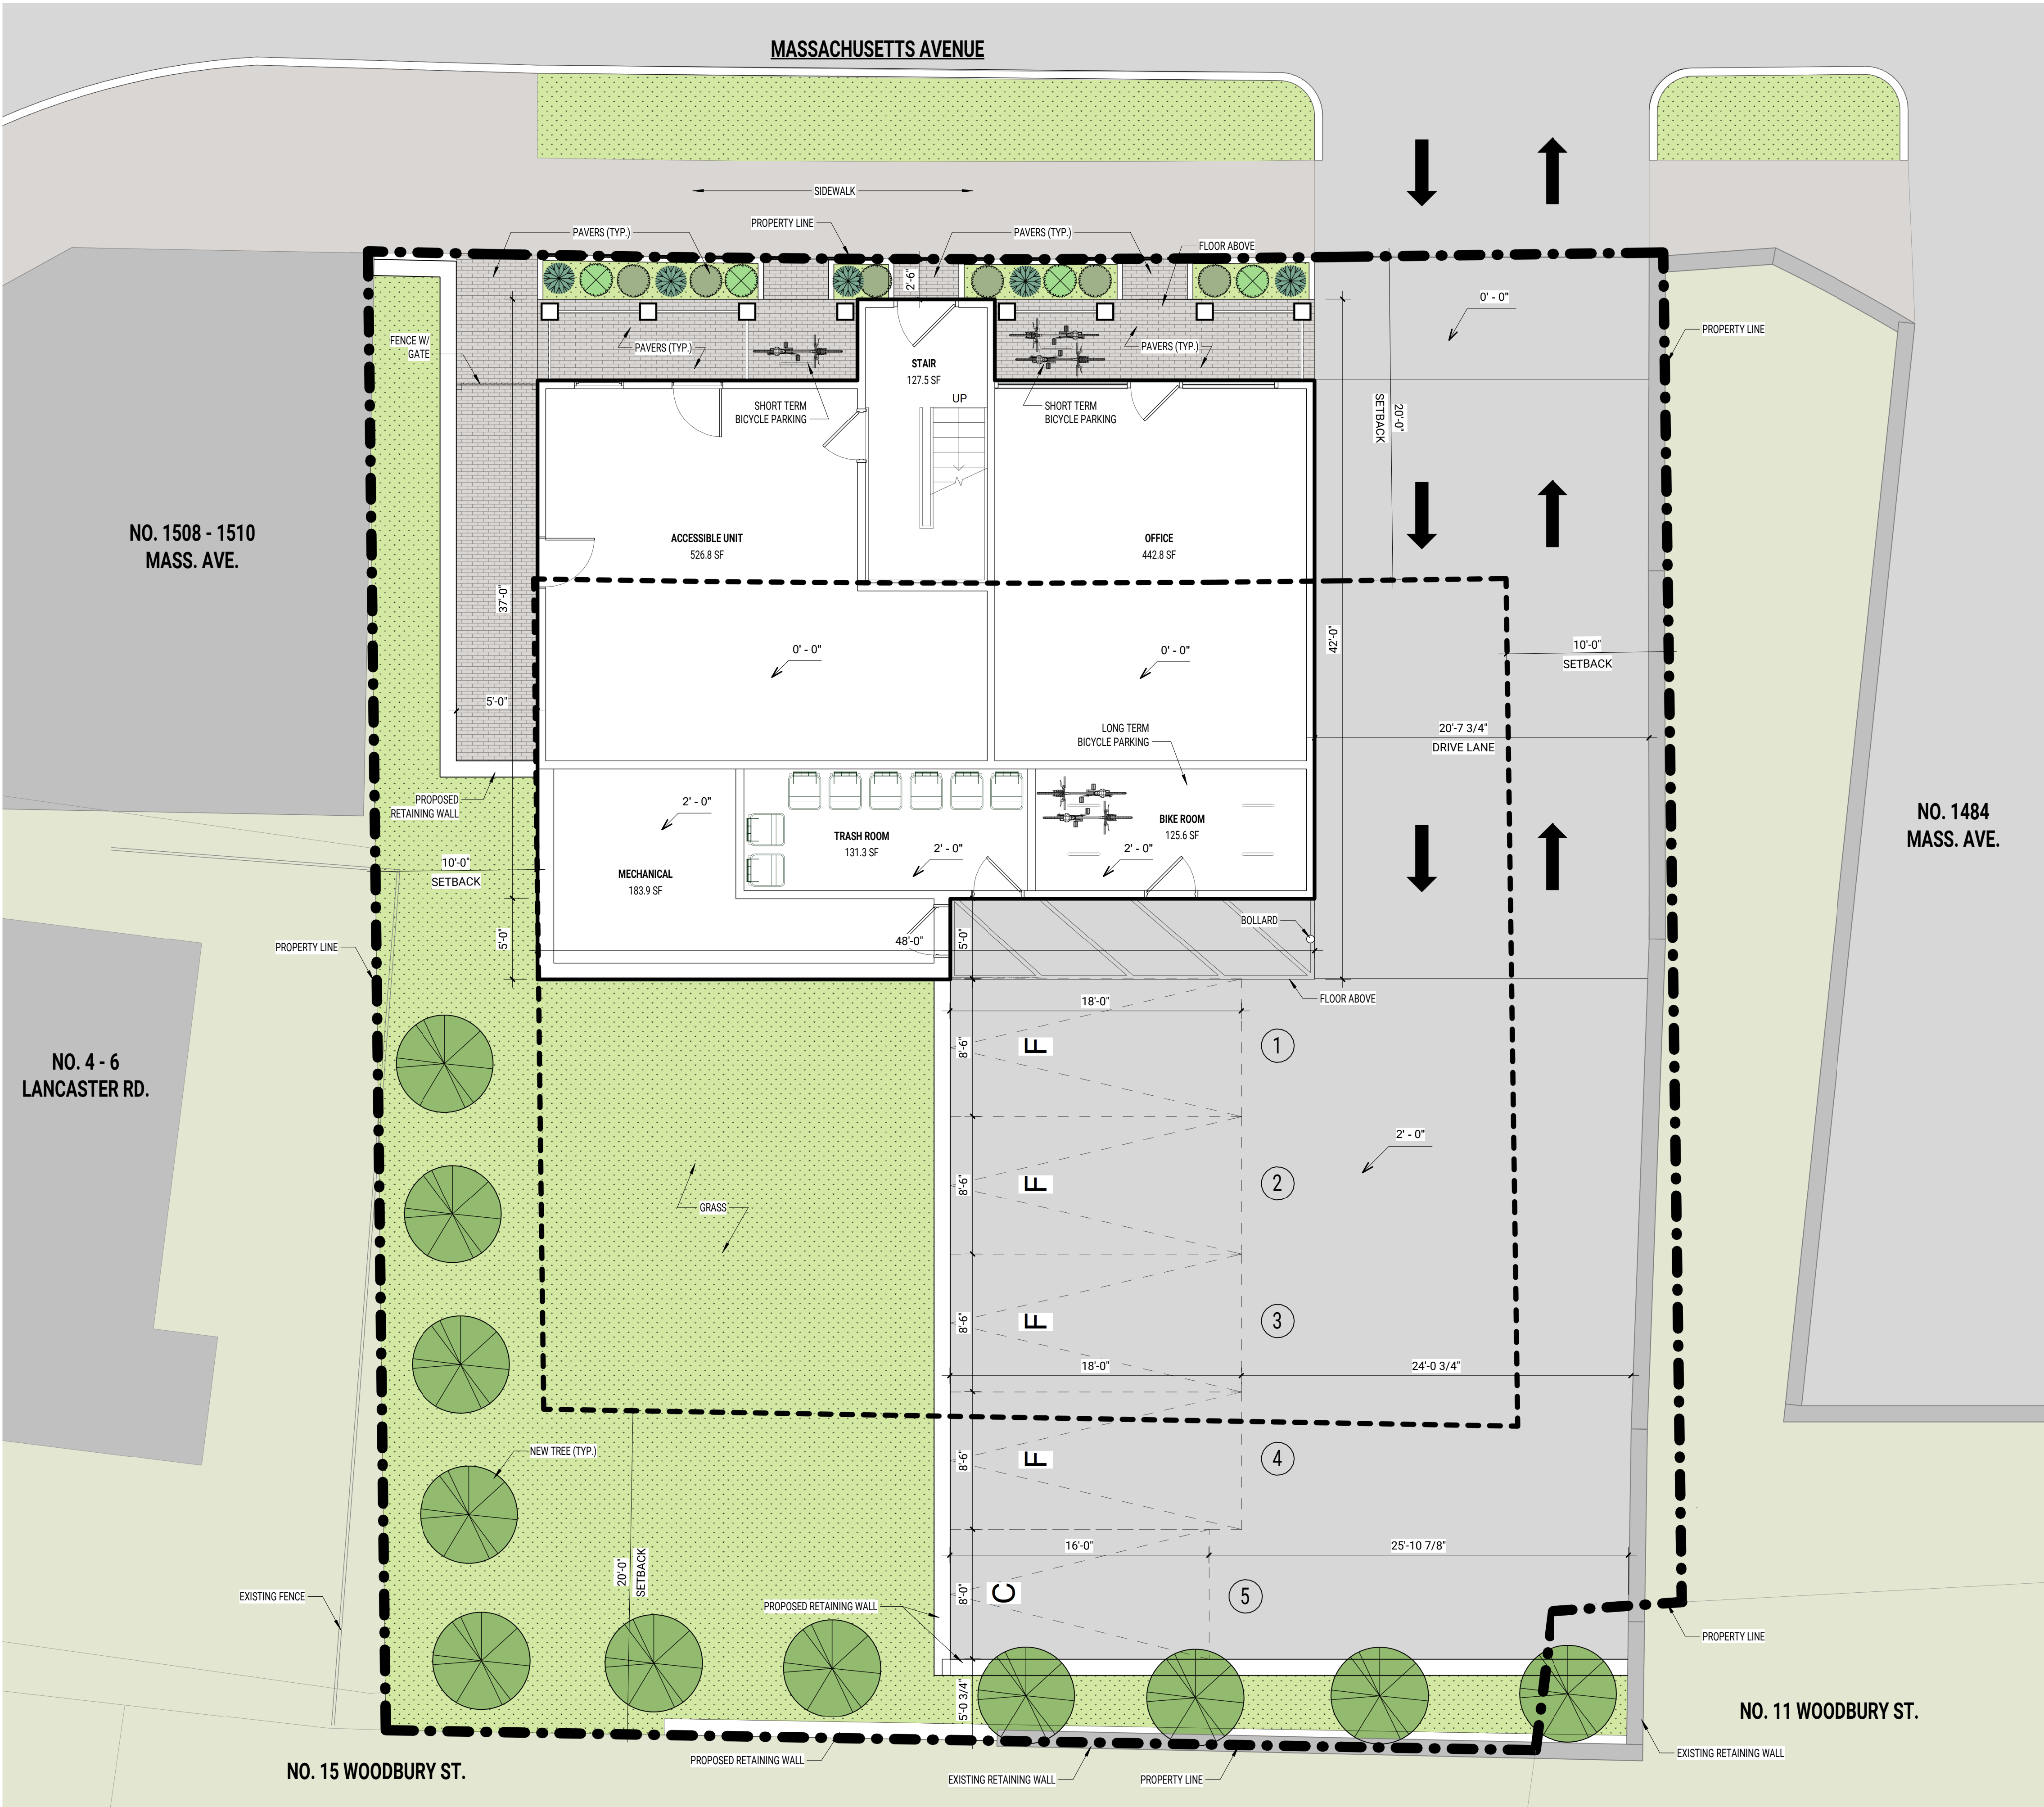 MASSACHUSETTS AVENUE
SIDEWALK
PROPERTY LINE
PAVERS (TYP.)
PAVERS (TYP.)
FLOOR ABOVE
2'-6"
0' - 0"
PROPERTY LINE
FENCE W/
GATE
PAVERS (TYP.)
PAVERS (TYP.)
STAIR
127.5 SF
UP
SHORT TERM
BICYCLE PARKING
SHORT TERM
BICYCLE PARKING
20'-0"
SETBACK
NO. 1508 - 1510
MASS. AVE.
ACCESSIBLE UNIT
526.8 SF
OFFICE
442.8 SF
37'-0"
42'-0"
0' - 0"
0' - 0"
10'-0"
SETBACK
5'-0"
LONG TERM
BICYCLE PARKING
20'-7 3/4"
DRIVE LANE
PROPOSED
RETAINING WALL
2' - 0"
TRASH ROOM
131.3 SF
2' - 0"
BIKE ROOM
125.6 SF
2' - 0"
NO. 1484
MASS. AVE.
10'-0"
SETBACK
MECHANICAL
183.9 SF
BOLLARD
PROPERTY LINE
5'-0"
48'-0"
5'-0"
FLOOR ABOVE
18'-0"
8'-6"
F
1
NO. 4 - 6
LANCASTER RD.
2' - 0"
8'-6"
F
2
GRASS
8'-6"
F
3
18'-0"
24'-0 3/4"
NEW TREE (TYP.)
8'-6"
F
4
16'-0"
25'-10 7/8"
20'-0"
SETBACK
EXISTING FENCE
8'-0"
C
5
PROPOSED RETAINING WALL
PROPERTY LINE
5'-0 3/4"
NO. 11 WOODBURY ST.
NO. 15 WOODBURY ST.
PROPOSED RETAINING WALL
EXISTING RETAINING WALL
PROPERTY LINE
EXISTING RETAINING WALL